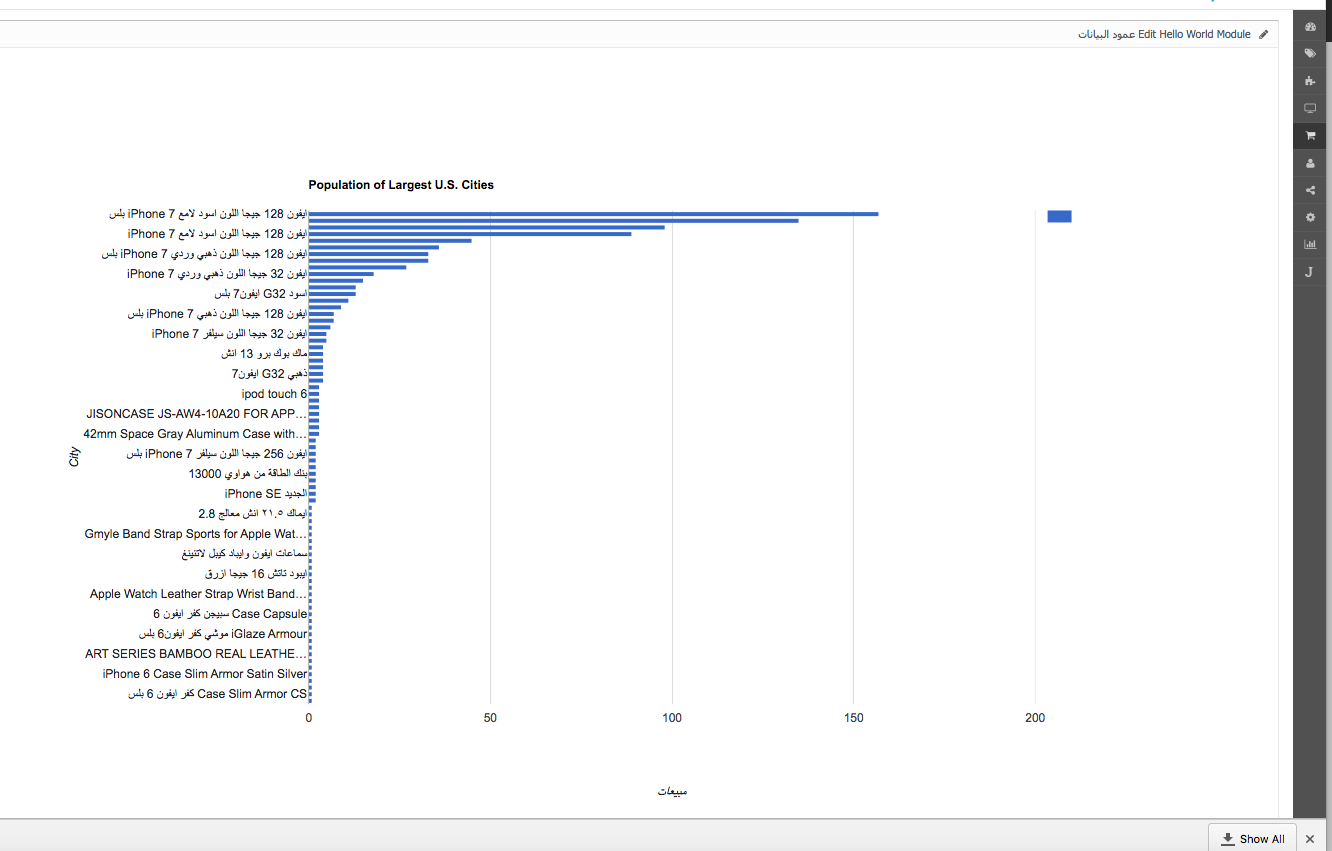 Edit Hello World Module عمود البيانات
Population of Largest U.S. Cities
ايفون 128 جيجا اللون اسود لامع iPhone 7 بلس
ايفون 128 جيجا اللون اسود لامع iPhone 7
ايفون 128 جيجا اللون ذهبي وردي iPhone 7 بلس
ايفون 32 جيجا اللون ذهبي وردي iPhone 7
اسود G32 ايفون7 بلس
ايفون 128 جيجا اللون ذهبي iPhone 7 بلس
ايفون 32 جيجا اللون سيلفر iPhone 7
ماك بوك برو 13 انش
ذهبي G32 ايفون7
ipod touch 6
JISONCASE JS-AW4-10A20 FOR APP...
42mm Space Gray Aluminum Case with...
ايفون 256 جيجا اللون سيلفر iPhone 7 بلس
بنك الطاقة من هواوي 13000
الجديد iPhone SE
ايماك ٢١.٥ انش معالج 2.8
Gmyle Band Strap Sports for Apple Wat...
سماعات ايفون وايباد كيبل لاتنينغ
ايبود تاتش 16 جيجا ازرق
Apple Watch Leather Strap Wrist Band...
Case Capsule سبيجن كفر ايفون 6
iGlaze Armour موشي كفر ايفون6 بلس
ART SERIES BAMBOO REAL LEATHE...
iPhone 6 Case Slim Armor Satin Silver
Case Slim Armor CS كفر ايفون 6 بلس
City
0 50 100 150 200
مبيعات
J
Show All